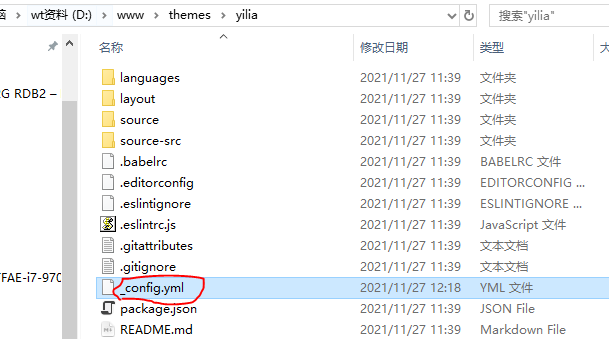 wt资料 (D:) › www › themes › yilia
搜索"yilia"
名称 修改日期 类型
languages 2021/11/27 11:39 文件夹
layout 2021/11/27 11:39 文件夹
source 2021/11/27 11:39 文件夹
source-src 2021/11/27 11:39 文件夹
.babelrc 2021/11/27 11:39 BABELRC 文件
.editorconfig 2021/11/27 11:39 EDITORCONFIG ...
.eslintignore 2021/11/27 11:39 ESLINTIGNORE ...
.eslintrc.js 2021/11/27 11:39 JavaScript 文件
.gitattributes 2021/11/27 11:39 文本文档
.gitignore 2021/11/27 11:39 文本文档
_config.yml 2021/11/27 12:18 YML 文件
package.json 2021/11/27 11:39 JSON File
README.md 2021/11/27 11:39 Markdown File
G RDB2 –
FAE-i7-970